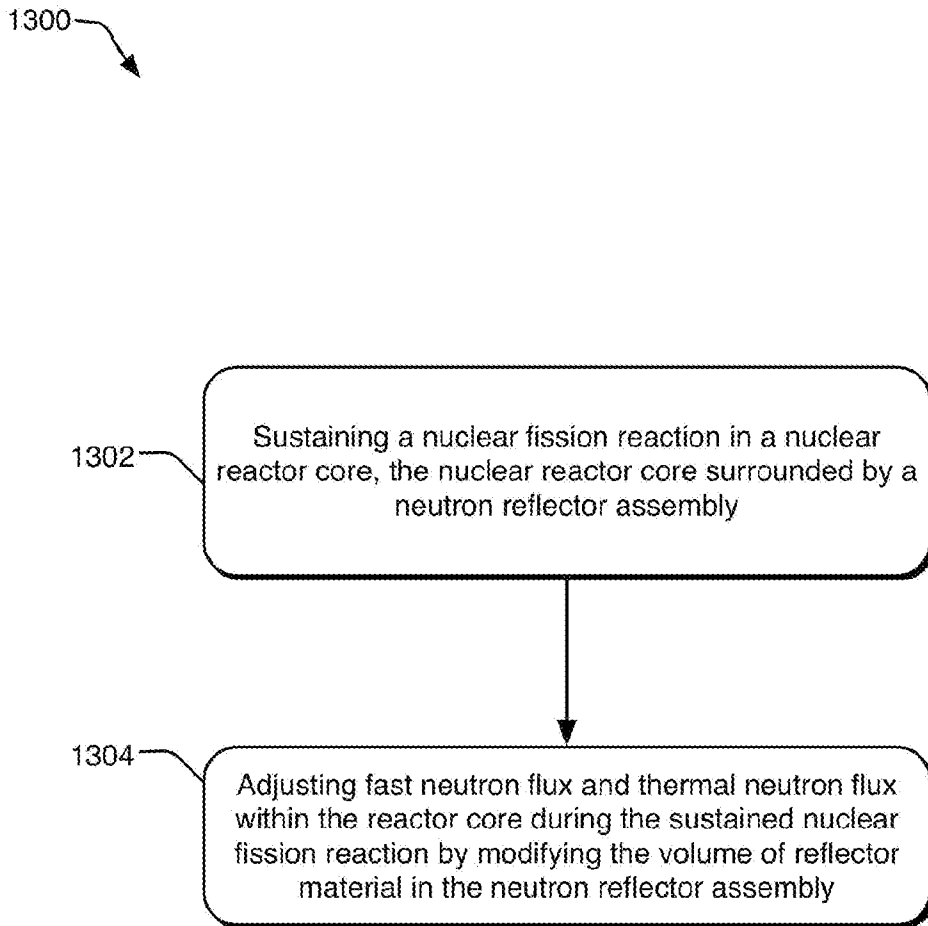 1300
1302
Sustaining a nuclear fission reaction in a nuclear
reactor core, the nuclear reactor core surrounded by a
neutron reflector assembly
1304
Adjusting fast neutron flux and thermal neutron flux
within the reactor core during the sustained nuclear
fission reaction by modifying the volume of reflector
material in the neutron reflector assembly